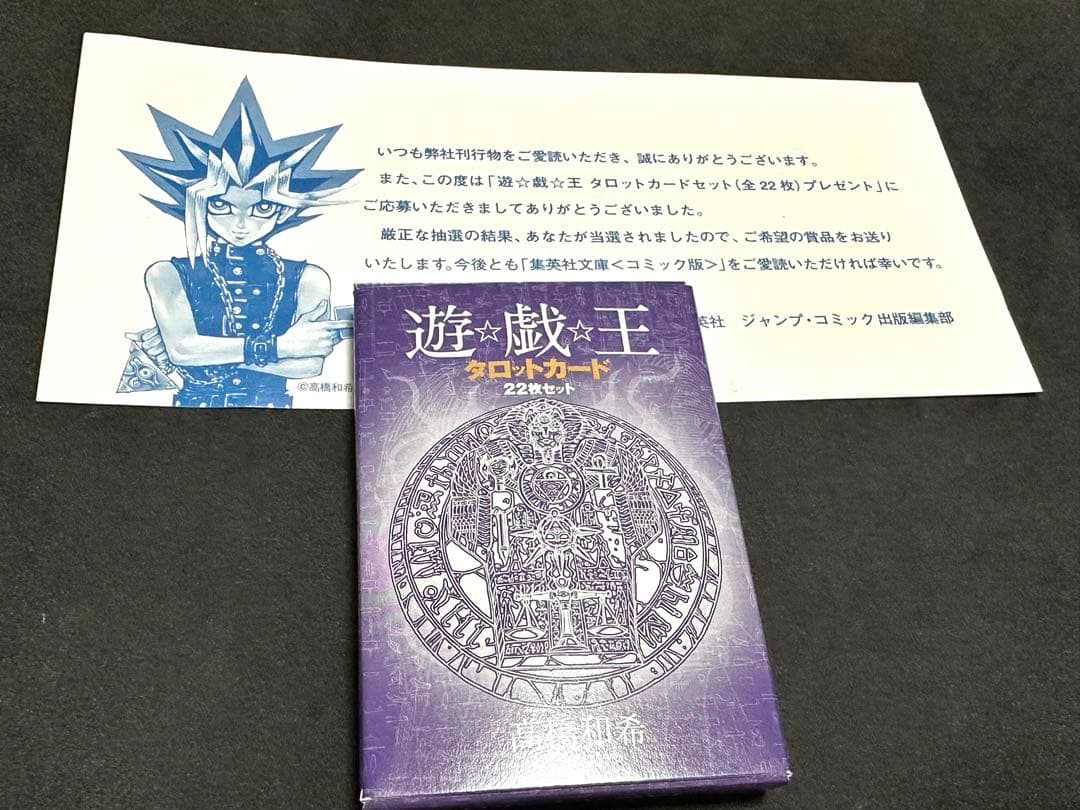 いつも弊社刊行物をご愛読いただき、誠にありがとうございます。
また、この度は「遊☆戯☆王 タロットカードセット(全22枚)プレゼント」に
ご応募いただきましてありがとうございました。
厳正な抽選の結果、あなたが当選されましたので、ご希望の賞品をお送り
いたします。今後とも「集英社文庫<コミック版>」をご愛読いただければ幸いです。
英社 ジャンプ・コミック出版編集部
©高橋和希
遊☆戯☆王
タロットカード
22枚セット
高橋和希